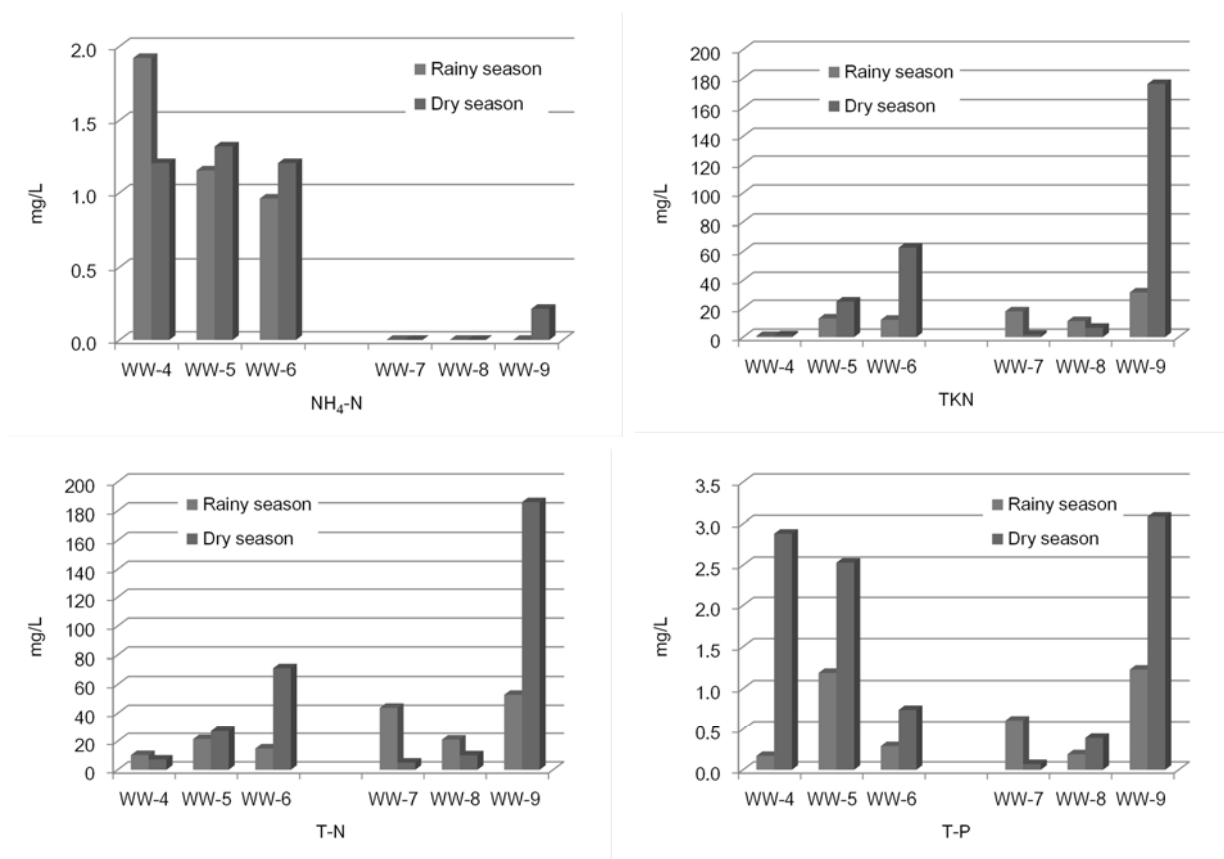 2.0
1.5
1.0
0.5
0.0
mg/L
Rainy season
Dry season
WW-4 WW-5 WW-6 WW-7 WW-8 WW-9
NH₄-N
200
180
160
140
120
100
80
60
40
20
0
mg/L
Rainy season
Dry season
WW-4 WW-5 WW-6 WW-7 WW-8 WW-9
TKN
200
180
160
140
120
100
80
60
40
20
0
mg/L
Rainy season
Dry season
WW-4 WW-5 WW-6 WW-7 WW-8 WW-9
T-N
3.5
3.0
2.5
2.0
1.5
1.0
0.5
0.0
mg/L
Rainy season
Dry season
WW-4 WW-5 WW-6 WW-7 WW-8 WW-9
T-P